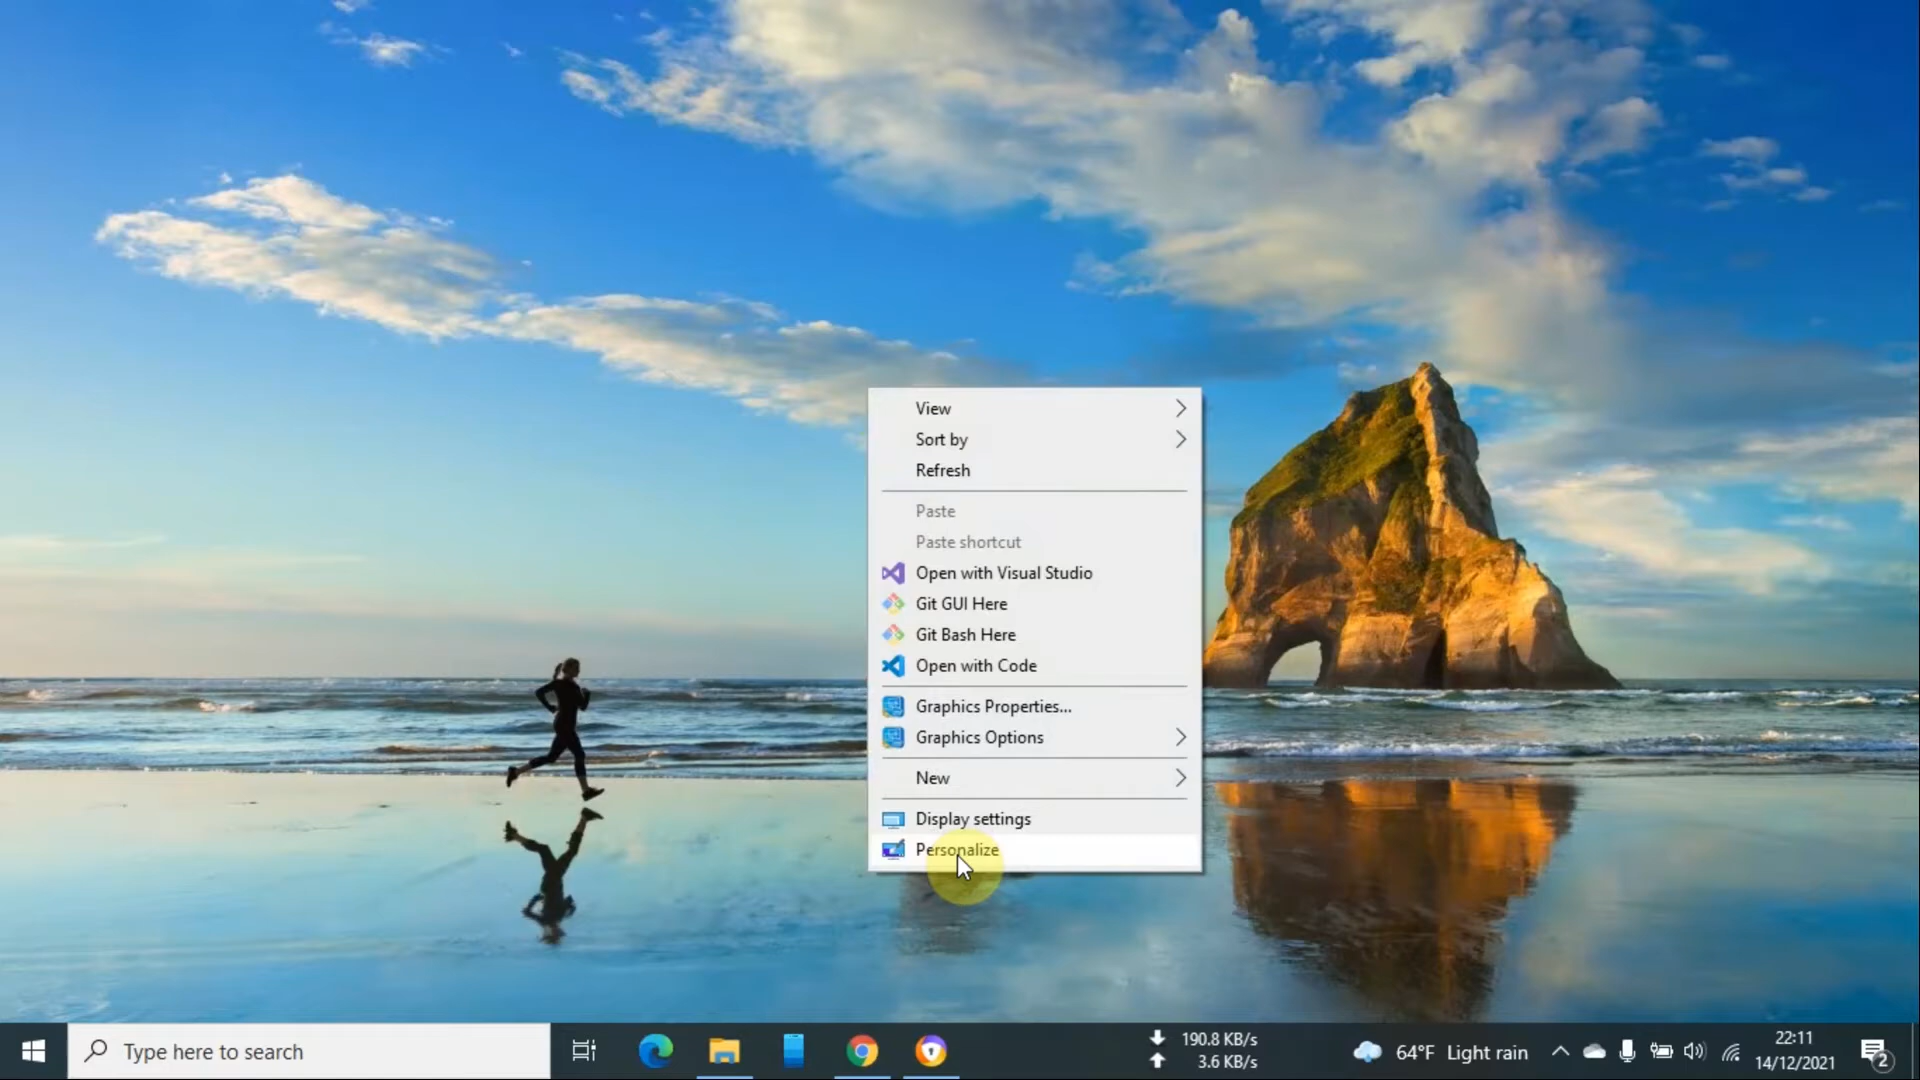 View
Sort by
Refresh
Paste
Paste shortcut
Open with Visual Studio
Git GUI Here
Git Bash Here
Open with Code
Graphics Properties...
Graphics Options
New
Display settings
Personalize
Type here to search
190.8 KB/s
3.6 KB/s
64°F Light rain
22:11
14/12/2021
2